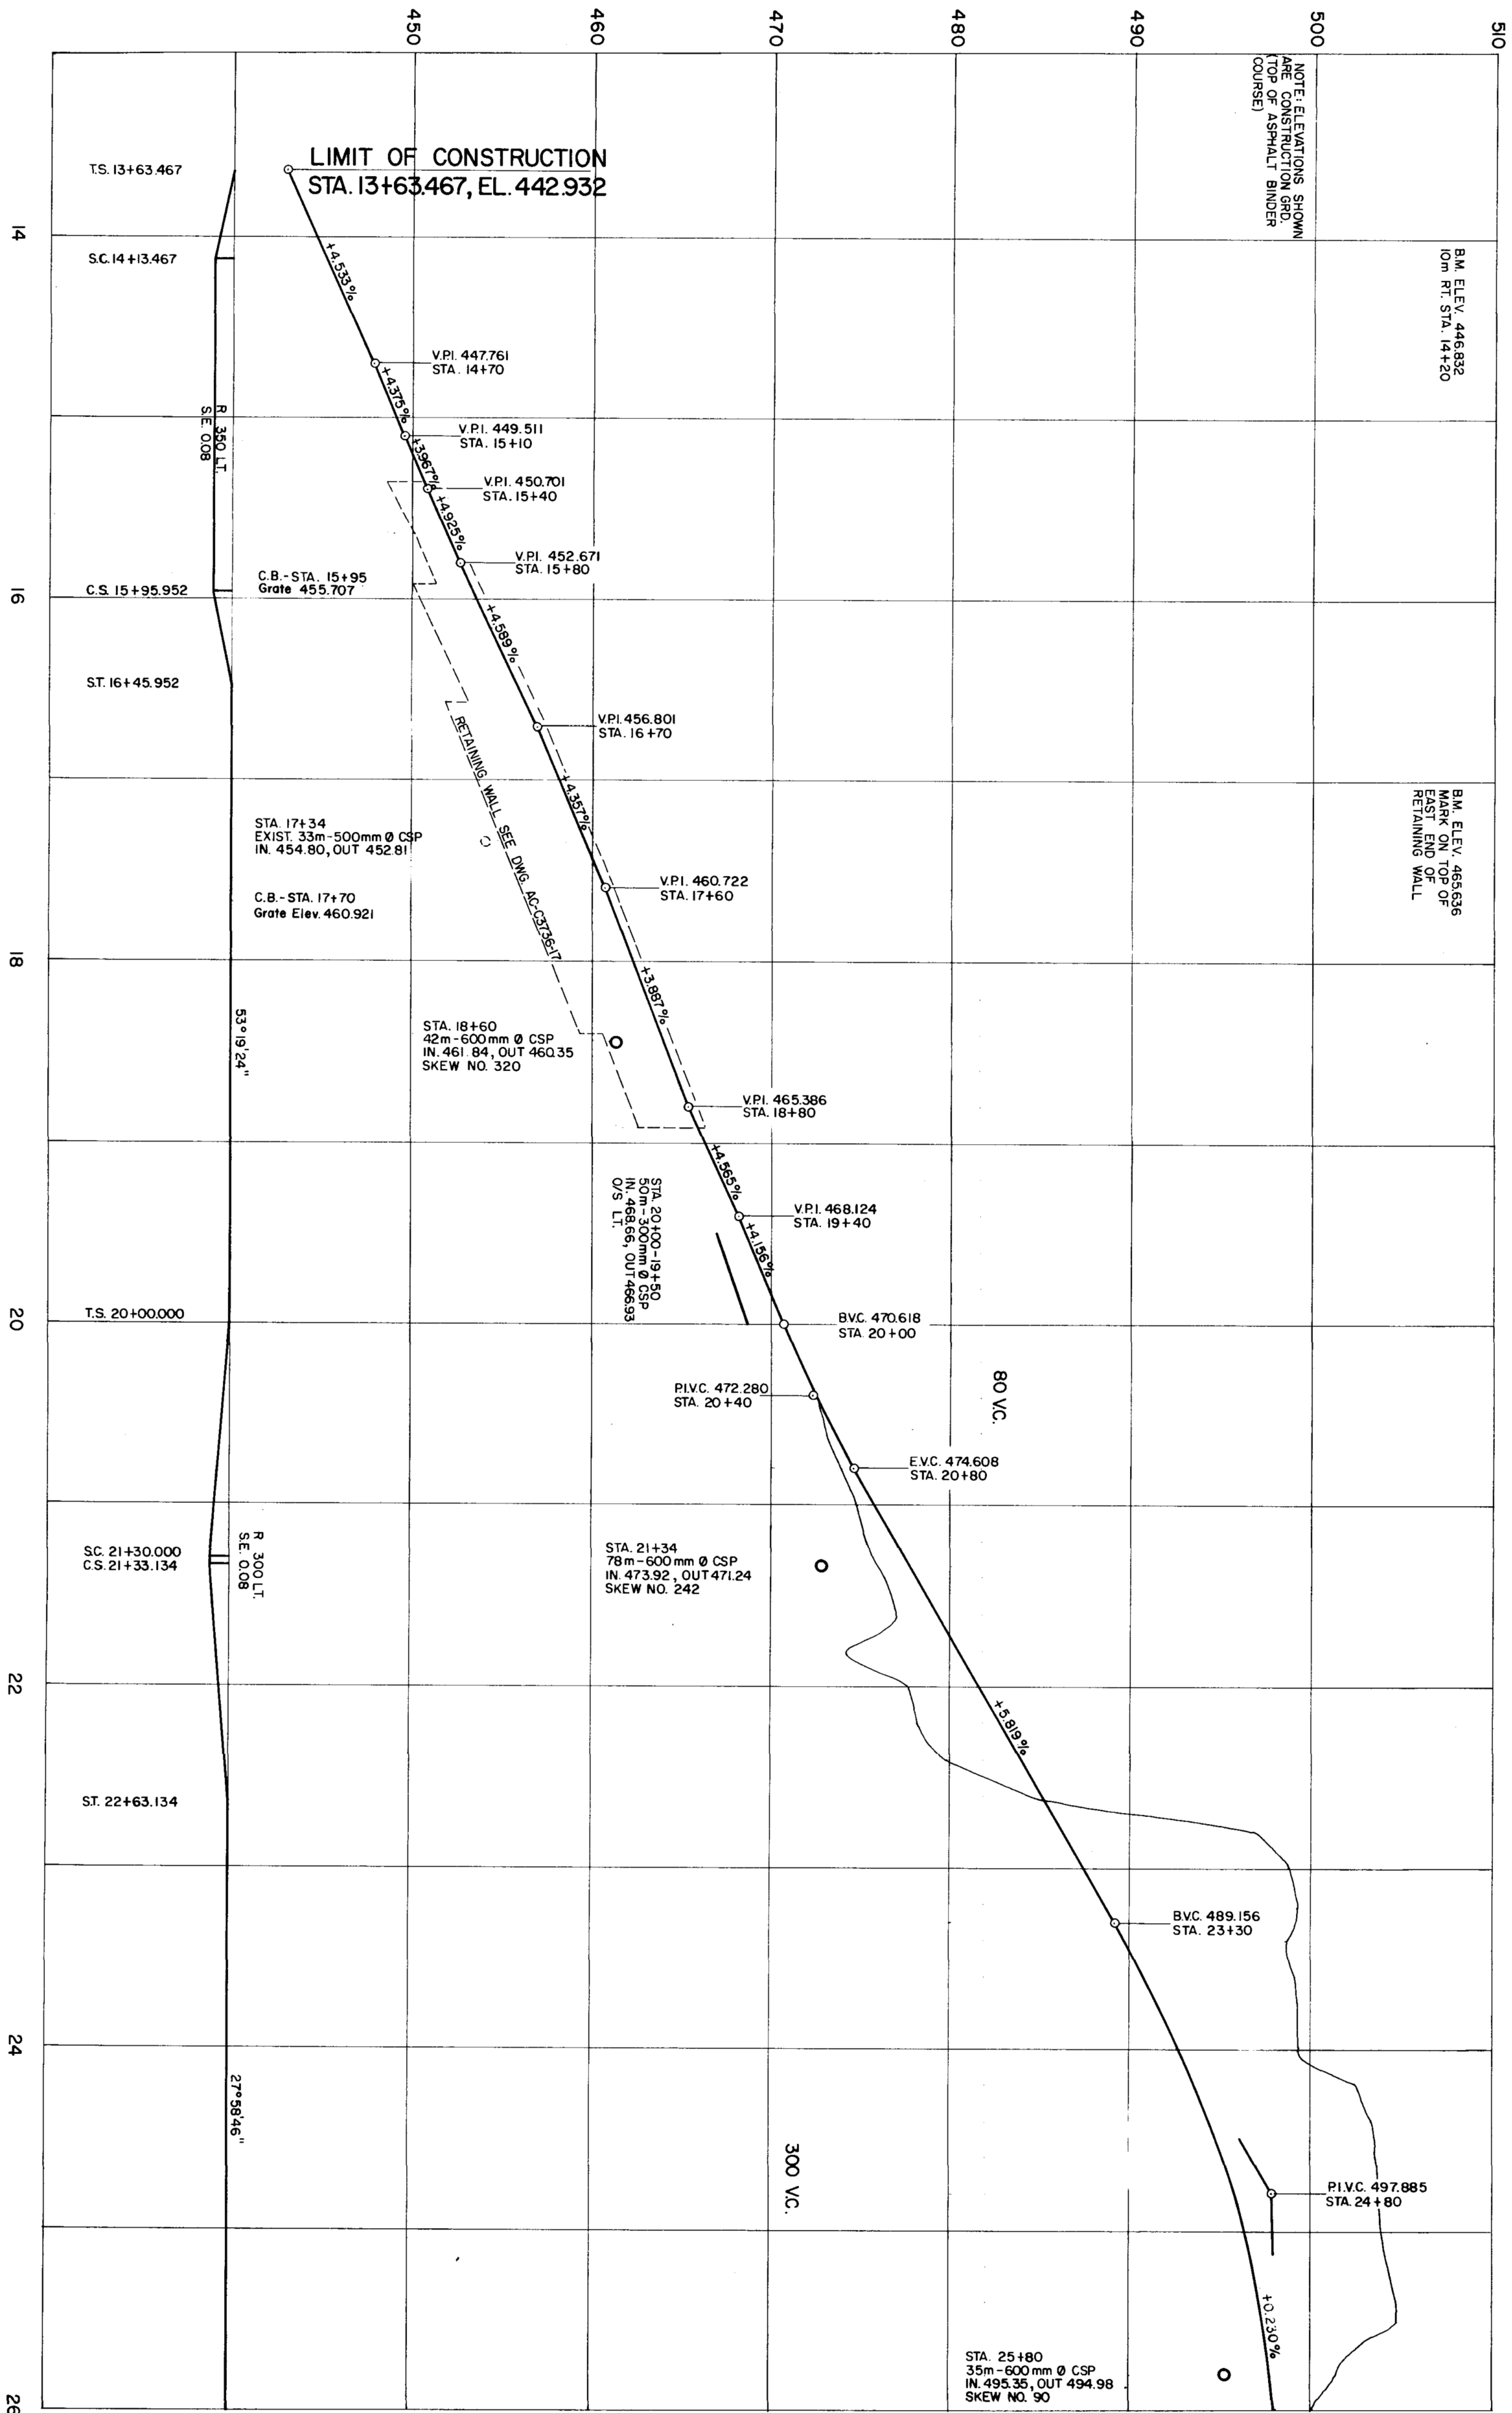 450
460
470
480
490
500
510
NOTE: ELEVATIONS SHOWN
ARE CONSTRUCTION GRD.
(TOP OF ASPHALT BINDER
COURSE)
B.M. ELEV. 446.832
10m RT. STA. 14+20
LIMIT OF CONSTRUCTION
STA. 13+63.467, EL. 442.932
T.S. 13+63.467
14
S.C. 14+13.467
+4.533%
V.P.I. 447.761
STA. 14+70
+4.375%
R 350 LT.
S.E. 0.08
V.P.I. 449.511
STA. 15+10
+3.967%
V.P.I. 450.701
STA. 15+40
+4.925%
V.P.I. 452.671
STA. 15+80
C.B.-STA. 15+95
Grate 455.707
C.S. 15+95.952
16
+4.589%
S.T. 16+45.952
V.P.I. 456.801
STA. 16+70
RETAINING WALL SEE DWG. AC-C3736-17
+4.357%
B.M. ELEV. 465.636
MARK ON TOP OF
EAST END OF
RETAINING WALL
STA. 17+34
EXIST. 33m-500mm Ø CSP
IN. 454.80, OUT 452.81
V.P.I. 460.722
STA. 17+60
C.B.-STA. 17+70
Grate Elev. 460.921
18
+3.887%
53°19'24"
STA. 18+60
42m-600mm Ø CSP
IN. 461.84, OUT 460.35
SKEW NO. 320
V.P.I. 465.386
STA. 18+80
+4.565%
STA. 20+00-19+50
50m-300mm Ø CSP
IN. 468.66, OUT 466.93
O/S LT.
V.P.I. 468.124
STA. 19+40
+4.156%
T.S. 20+00.000
20
B.V.C. 470.618
STA. 20+00
80 V.C.
P.I.V.C. 472.280
STA. 20+40
E.V.C. 474.608
STA. 20+80
S.C. 21+30.000
C.S. 21+33.134
R 300 LT.
S.E. 0.08
STA. 21+34
78m-600mm Ø CSP
IN. 473.92, OUT 471.24
SKEW NO. 242
22
+5.819%
S.T. 22+63.134
B.V.C. 489.156
STA. 23+30
24
27°58'46"
300 V.C.
P.I.V.C. 497.885
STA. 24+80
+0.230%
STA. 25+80
35m-600mm Ø CSP
IN. 495.35, OUT 494.98
SKEW NO. 90
26